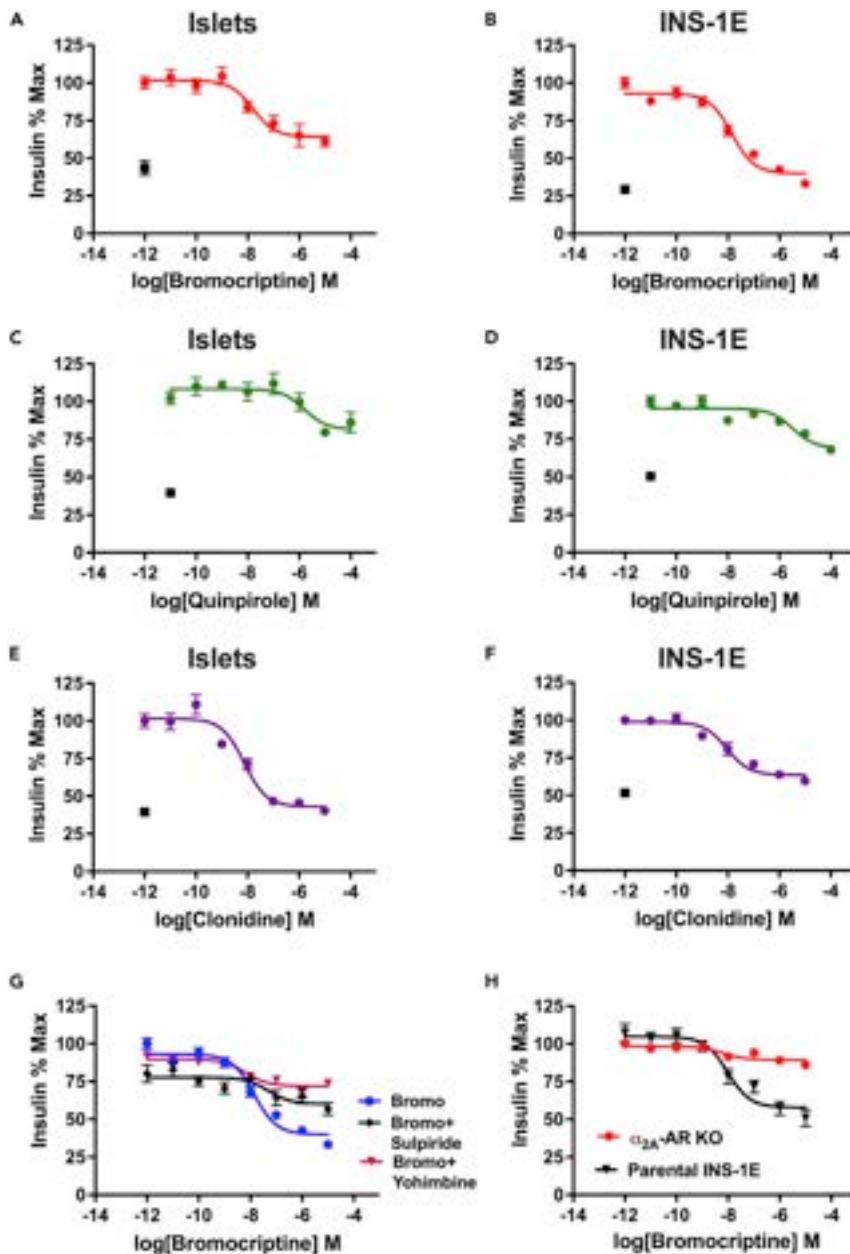 A
Islets
Insulin % Max
125
100
75
50
25
0
-14 -12 -10 -8 -6 -4
log[Bromocriptine] M
B
INS-1E
Insulin % Max
125
100
75
50
25
0
-14 -12 -10 -8 -6 -4
log[Bromocriptine] M
C
Islets
Insulin % Max
125
100
75
50
25
0
-14 -12 -10 -8 -6 -4
log[Quinpirole] M
D
INS-1E
Insulin % Max
125
100
75
50
25
0
-14 -12 -10 -8 -6 -4
log[Quinpirole] M
E
Islets
Insulin % Max
125
100
75
50
25
0
-14 -12 -10 -8 -6 -4
log[Clonidine] M
F
INS-1E
Insulin % Max
125
100
75
50
25
0
-14 -12 -10 -8 -6 -4
log[Clonidine] M
G
Insulin % Max
125
100
75
50
25
0
-14 -12 -10 -8 -6 -4
log[Bromocriptine] M
Bromo
Bromo+
Sulpiride
Bromo+
Yohimbine
H
Insulin % Max
125
100
75
50
25
0
-14 -12 -10 -8 -6 -4
log[Bromocriptine] M
α2A-AR KO
Parental INS-1E